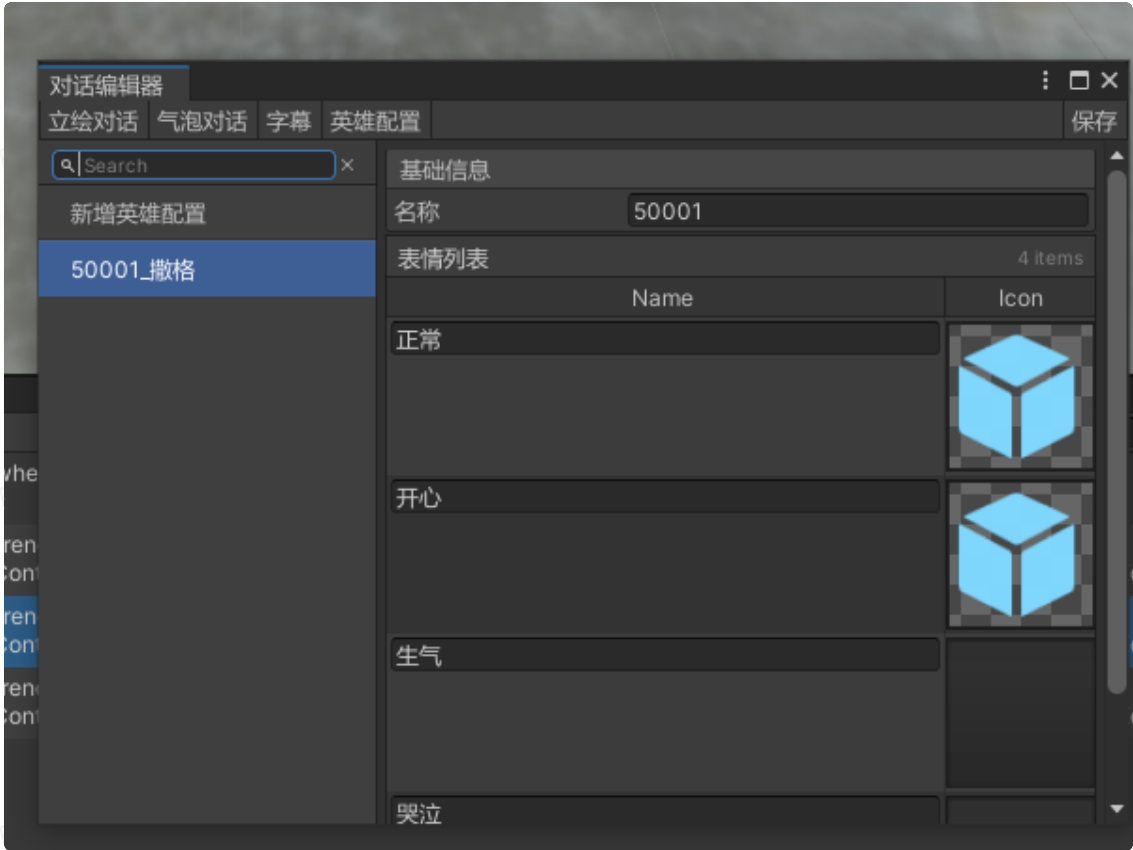 对话编辑器
立绘对话 气泡对话 字幕 英雄配置 保存
Search
新增英雄配置
50001_撒格
基础信息
名称 50001
表情列表 4 items
Name Icon
正常
开心
生气
哭泣